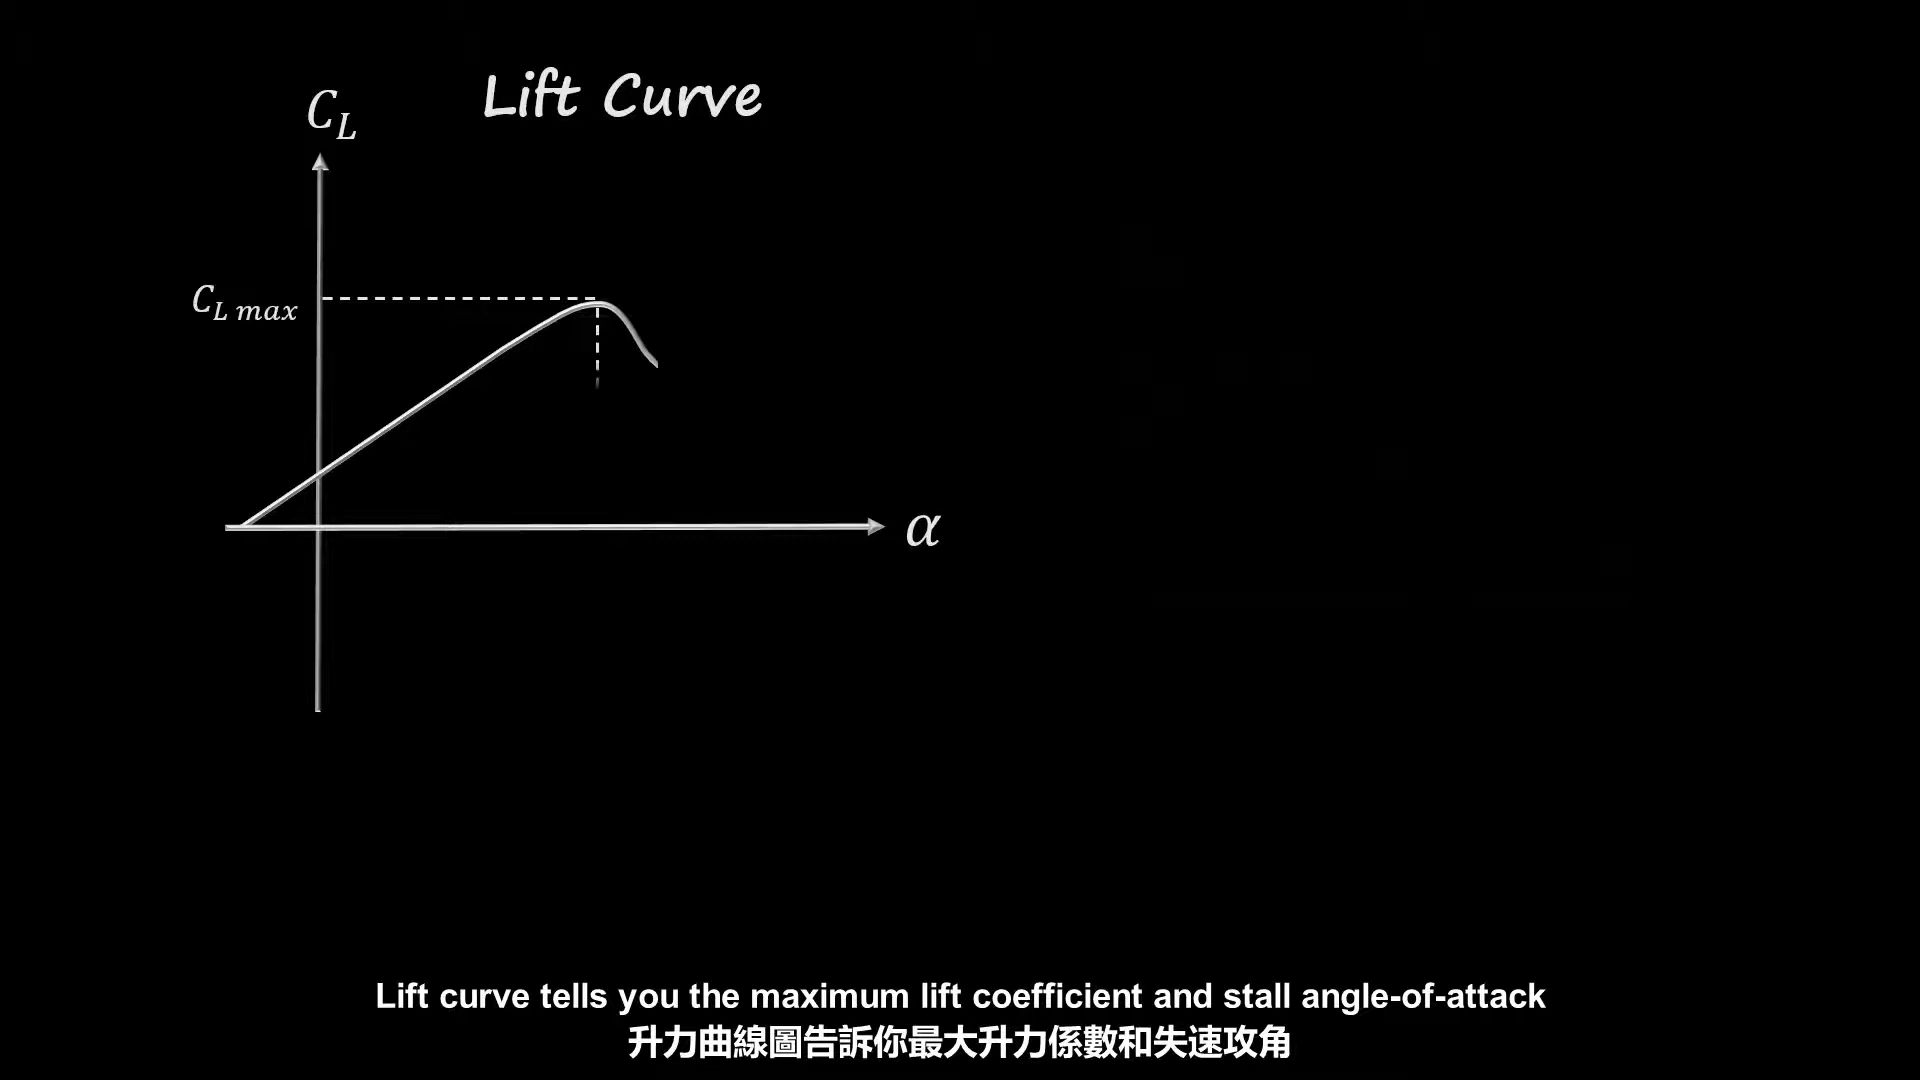 Lift Curve
C_L
C_{L max}
α
Lift curve tells you the maximum lift coefficient and stall angle-of-attack
升力曲線圖告訴你最大升力係數和失速攻角